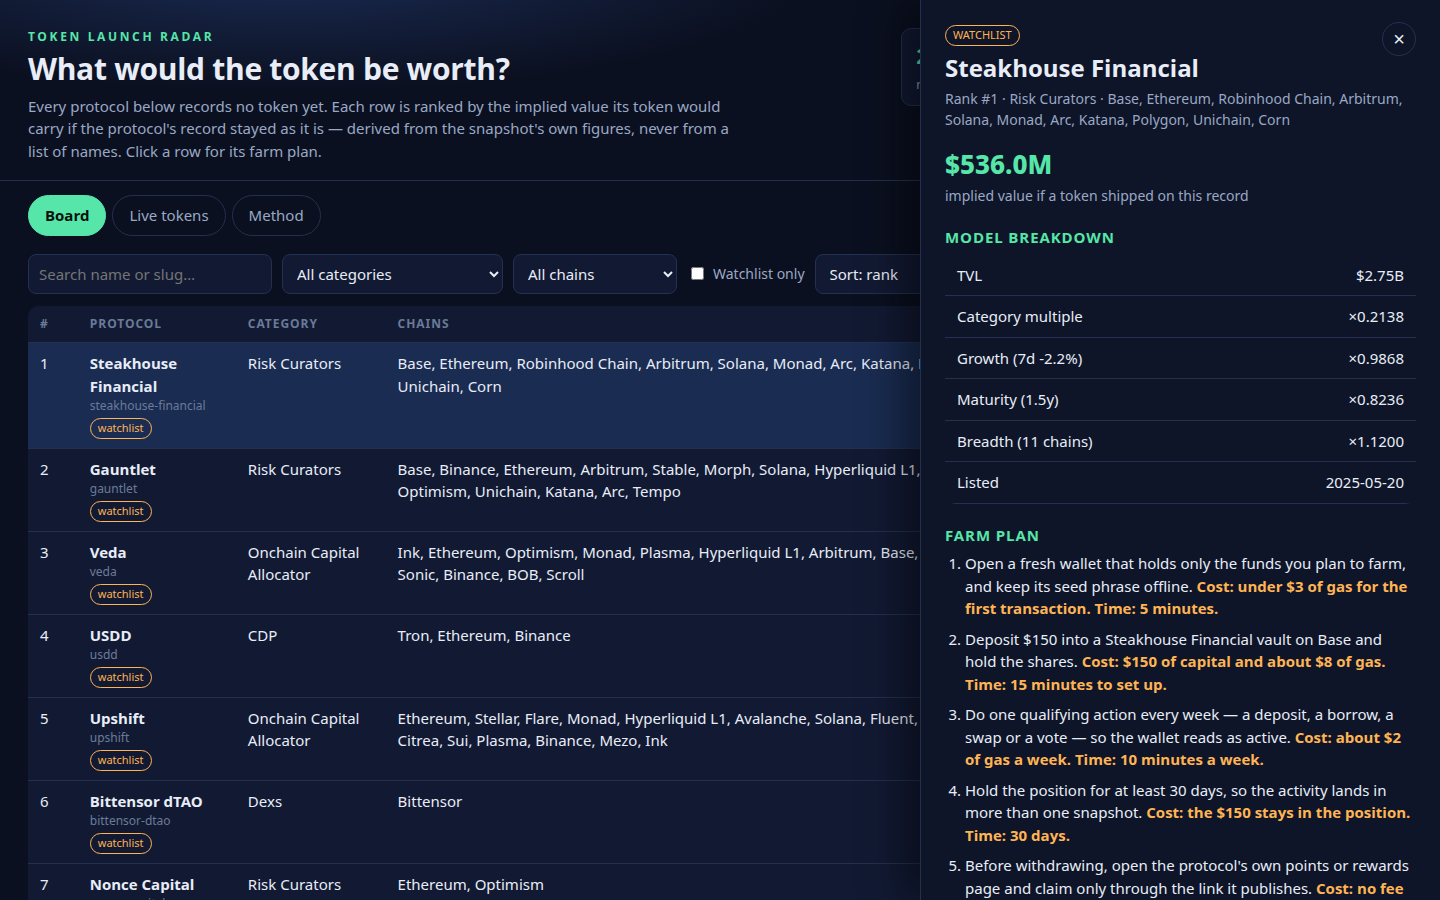 TOKEN LAUNCH RADAR
What would the token be worth?
Every protocol below records no token yet. Each row is ranked by the implied value its token would
carry if the protocol's record stayed as it is — derived from the snapshot's own figures, never from a
list of names. Click a row for its farm plan.
Board
Live tokens
Method
Search name or slug...
All categories
All chains
Watchlist only
Sort: rank
# PROTOCOL CATEGORY CHAINS
1 Steakhouse Financial Risk Curators Base, Ethereum, Robinhood Chain, Arbitrum, Solana, Monad, Arc, Katana,
Unichain, Corn
steakhouse-financial
watchlist
2 Gauntlet Risk Curators Base, Binance, Ethereum, Arbitrum, Stable, Morph, Solana, Hyperliquid L1,
gauntlet Optimism, Unichain, Katana, Arc, Tempo
watchlist
3 Veda Onchain Capital Allocator Ink, Ethereum, Optimism, Monad, Plasma, Hyperliquid L1, Arbitrum, Base,
veda Sonic, Binance, BOB, Scroll
watchlist
4 USDD CDP Tron, Ethereum, Binance
usdd
watchlist
5 Upshift Onchain Capital Allocator Ethereum, Stellar, Flare, Monad, Hyperliquid L1, Avalanche, Solana, Fluent,
upshift Citrea, Sui, Plasma, Binance, Mezo, Ink
watchlist
6 Bittensor dTAO Dexs Bittensor
bittensor-dtao
watchlist
7 Nonce Capital Risk Curators Ethereum, Optimism
WATCHLIST
×
Steakhouse Financial
Rank #1 · Risk Curators · Base, Ethereum, Robinhood Chain, Arbitrum,
Solana, Monad, Arc, Katana, Polygon, Unichain, Corn
$536.0M
implied value if a token shipped on this record
MODEL BREAKDOWN
TVL $2.75B
Category multiple ×0.2138
Growth (7d -2.2%) ×0.9868
Maturity (1.5y) ×0.8236
Breadth (11 chains) ×1.1200
Listed 2025-05-20
FARM PLAN
1. Open a fresh wallet that holds only the funds you plan to farm,
and keep its seed phrase offline. Cost: under $3 of gas for the
first transaction. Time: 5 minutes.
2. Deposit $150 into a Steakhouse Financial vault on Base and
hold the shares. Cost: $150 of capital and about $8 of gas.
Time: 15 minutes to set up.
3. Do one qualifying action every week — a deposit, a borrow, a
swap or a vote — so the wallet reads as active. Cost: about $2
of gas a week. Time: 10 minutes a week.
4. Hold the position for at least 30 days, so the activity lands in
more than one snapshot. Cost: the $150 stays in the position.
Time: 30 days.
5. Before withdrawing, open the protocol's own points or rewards
page and claim only through the link it publishes. Cost: no fee